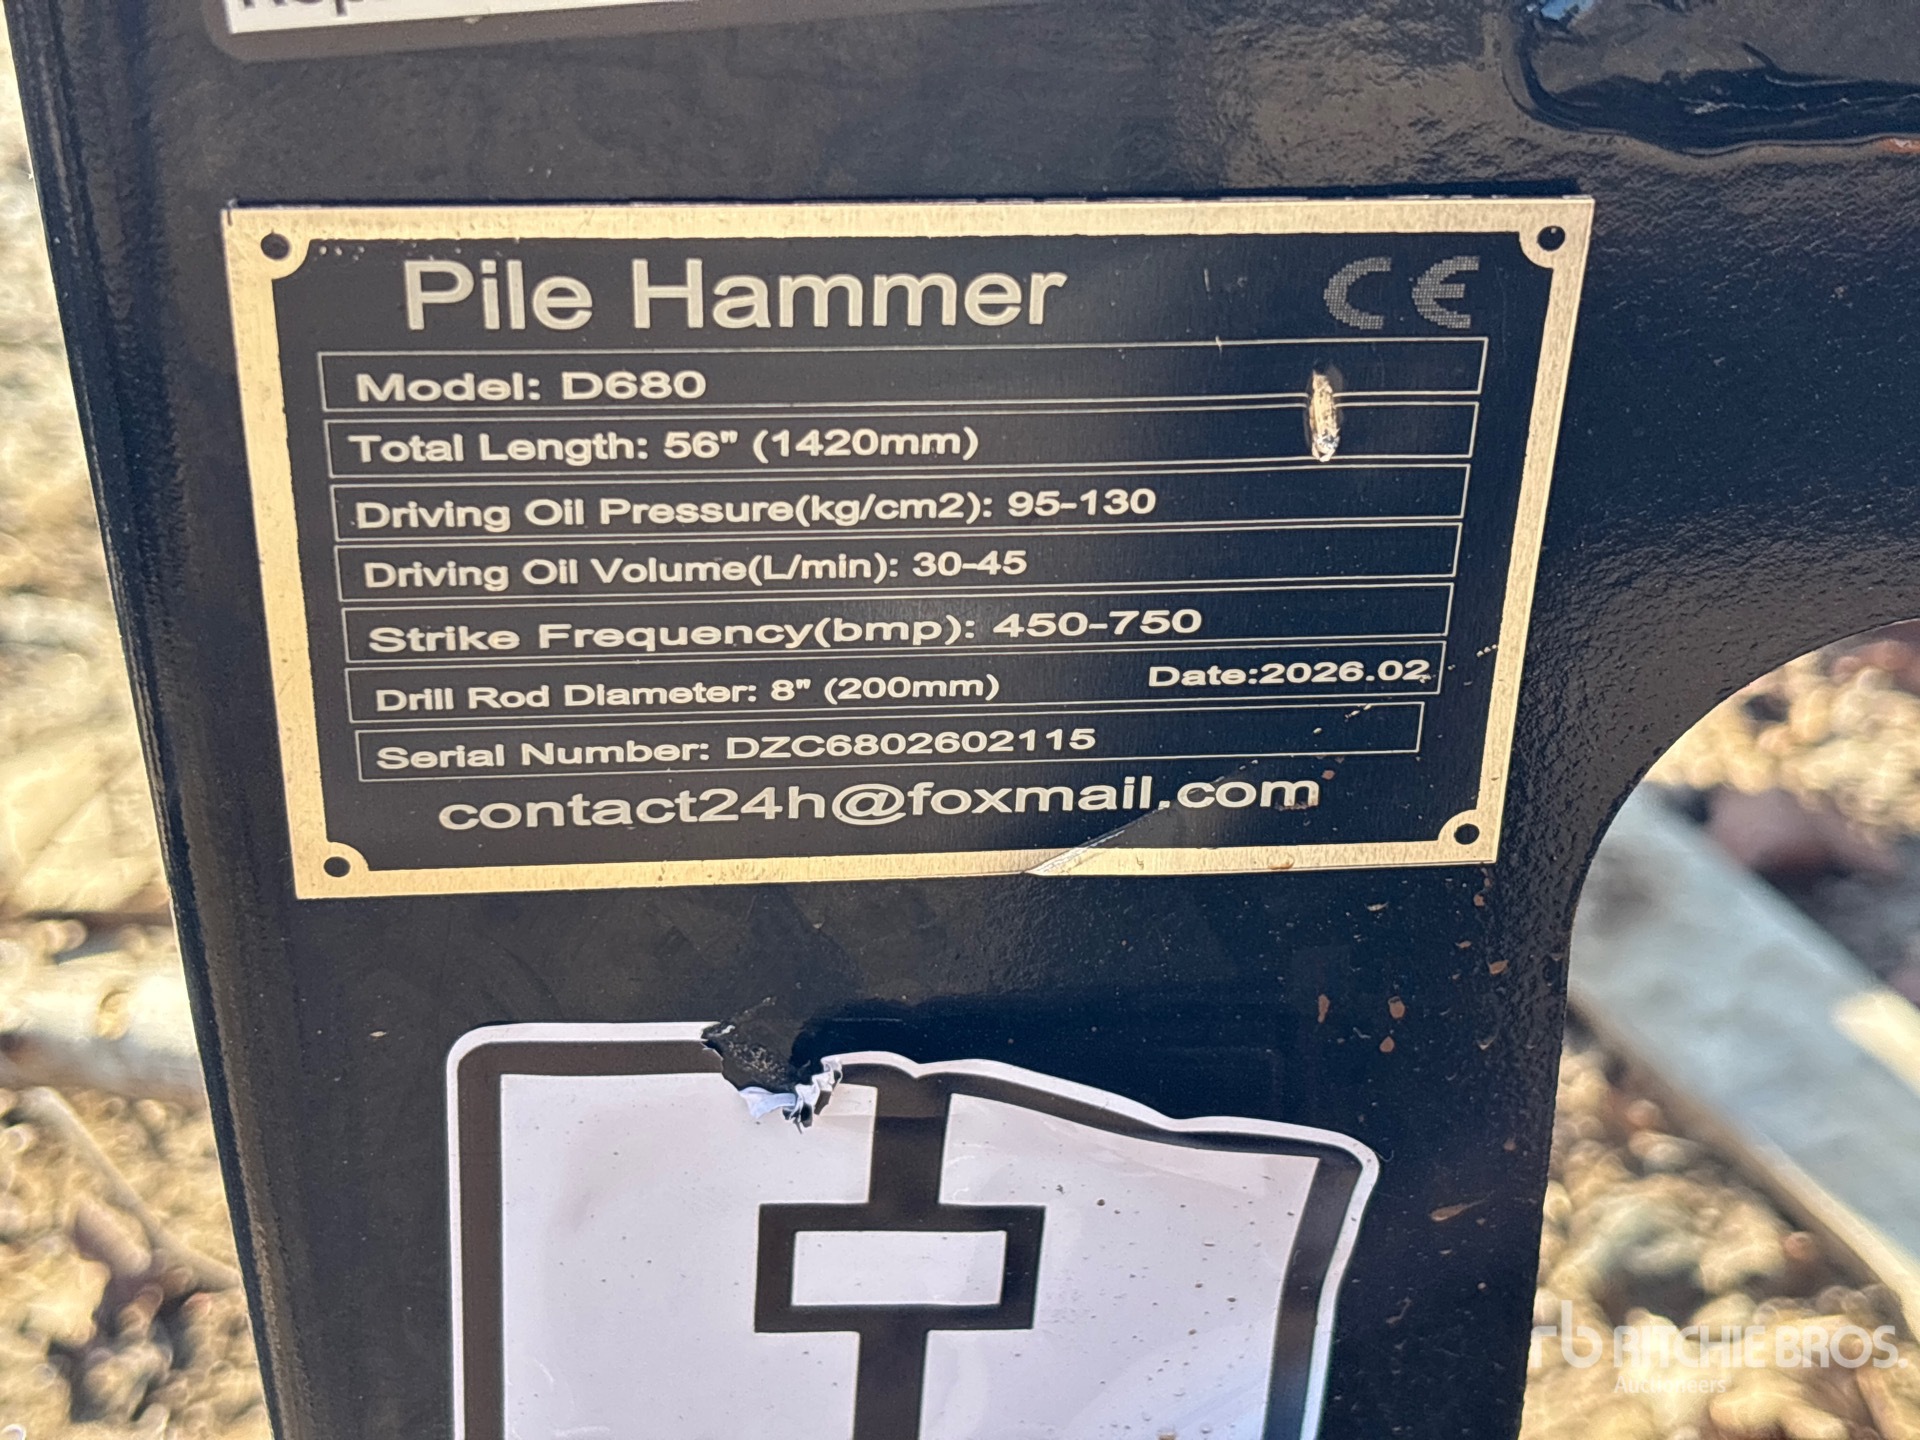 Pile Hammer CE
Model: D680
Total Length: 56" (1420mm)
Driving Oil Pressure(kg/cm2): 95-130
Driving Oil Volume(L/min): 30-45
Strike Frequency(bmp): 450-750
Drill Rod Diameter: 8" (200mm) Date:2026.02
Serial Number: DZC6802602115
contact24h@foxmail.com
rb RITCHIE BROS.
Auctioneers